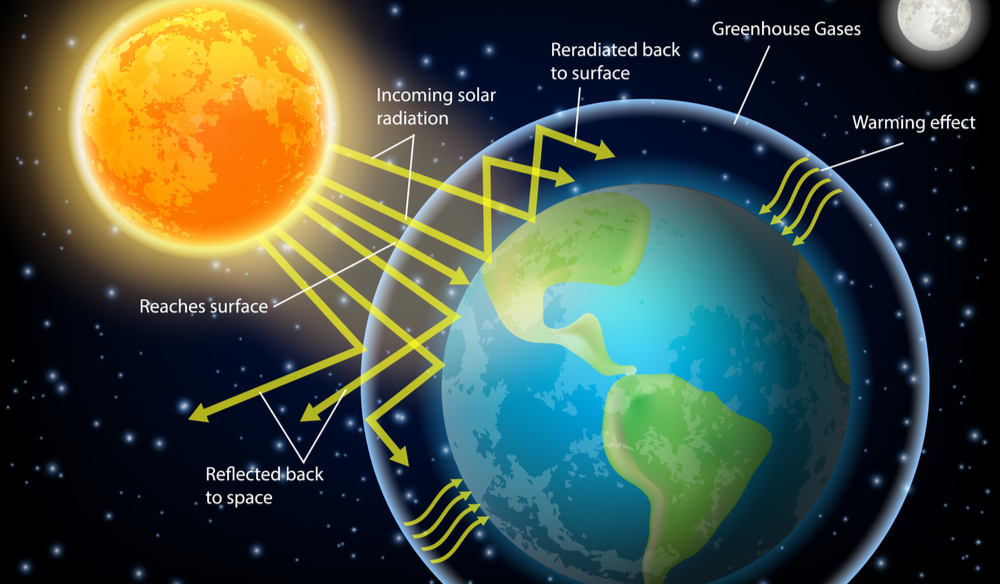 Greenhouse Gases
Reradiated back
to surface
Incoming solar
radiation
Warming effect
Reaches surface
Reflected back
to space